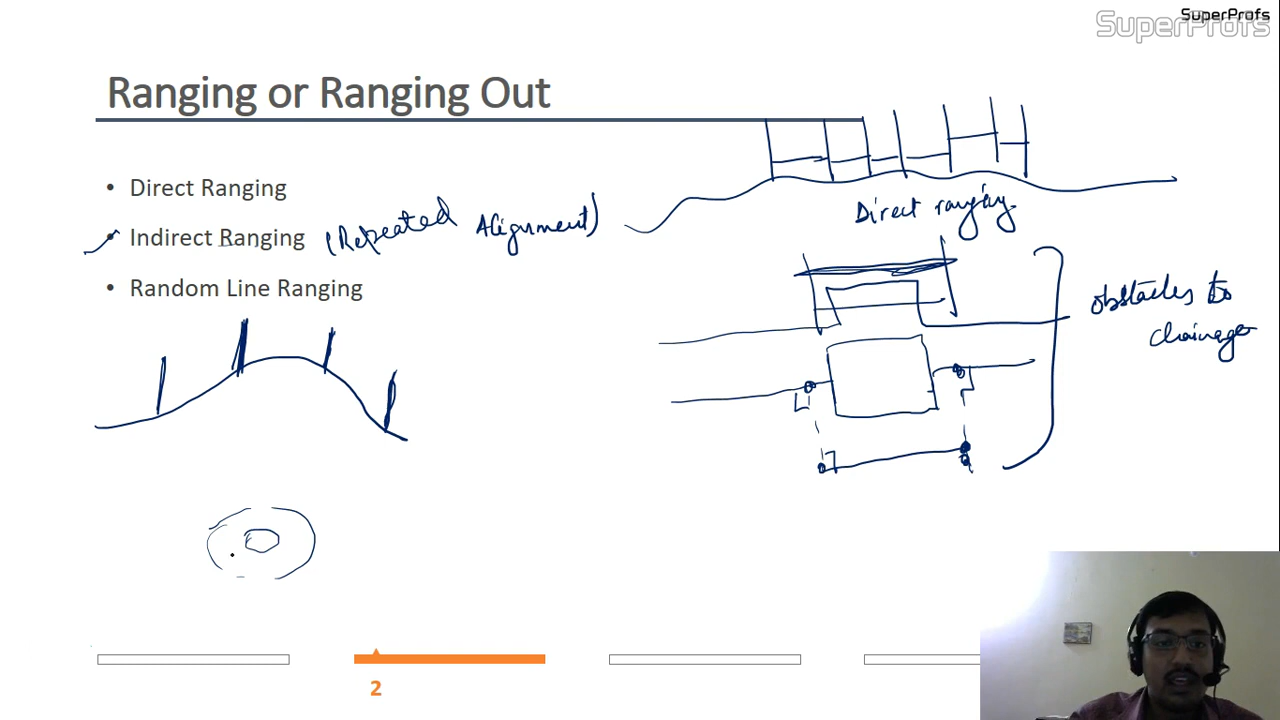 SuperProfs
SuperProfs
Ranging or Ranging Out
• Direct Ranging
• Indirect Ranging (Repeated Alignment)
• Random Line Ranging
Direct ranging
obstacles to
chainage
2